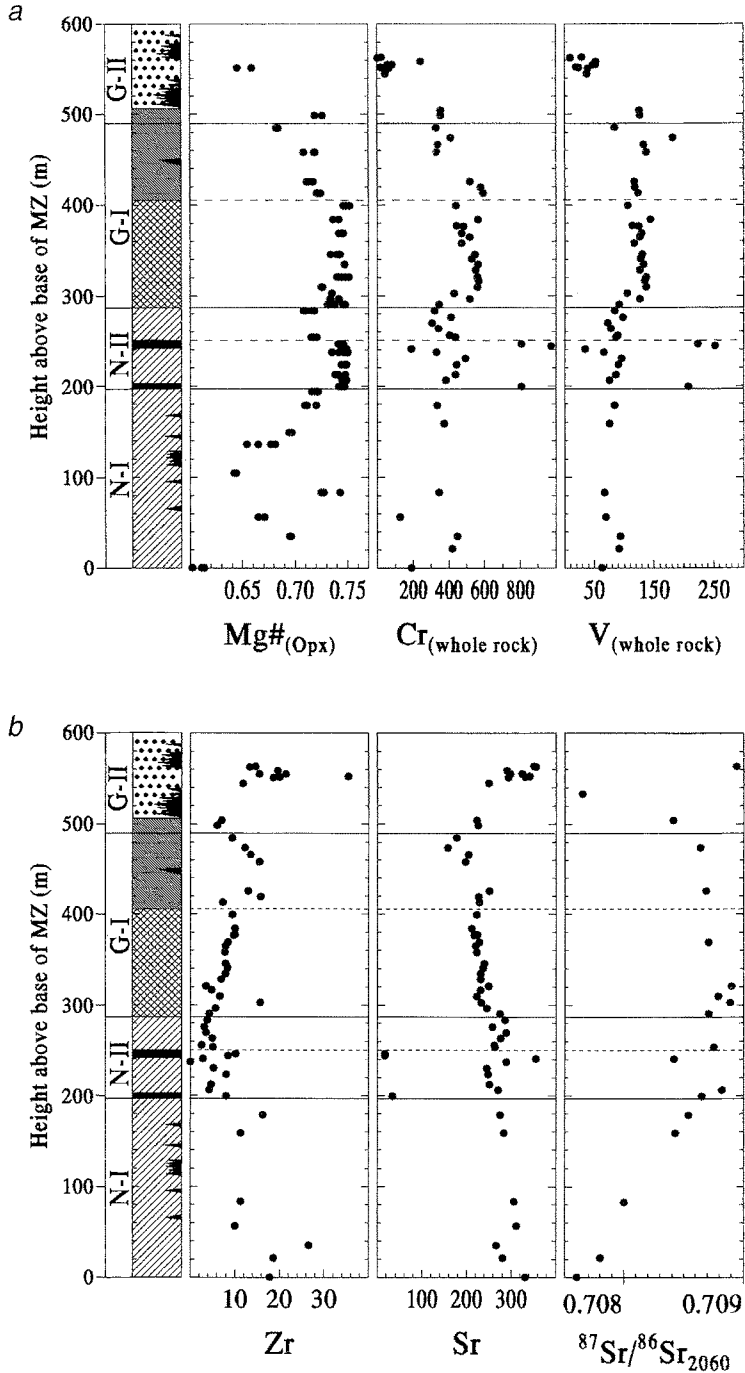 a
600
500
400
300
200
100
0
Height above base of MZ (m)
G-II
G-I
N-II
N-I
0.65 0.70 0.75
200 400 600 800
50 150 250
Mg#(Opx)
Cr(whole rock)
V(whole rock)
b
600
500
400
300
200
100
0
Height above base of MZ (m)
G-II
G-I
N-II
N-I
10 20 30
100 200 300
0.708 0.709
Zr
Sr
87Sr/86Sr2060